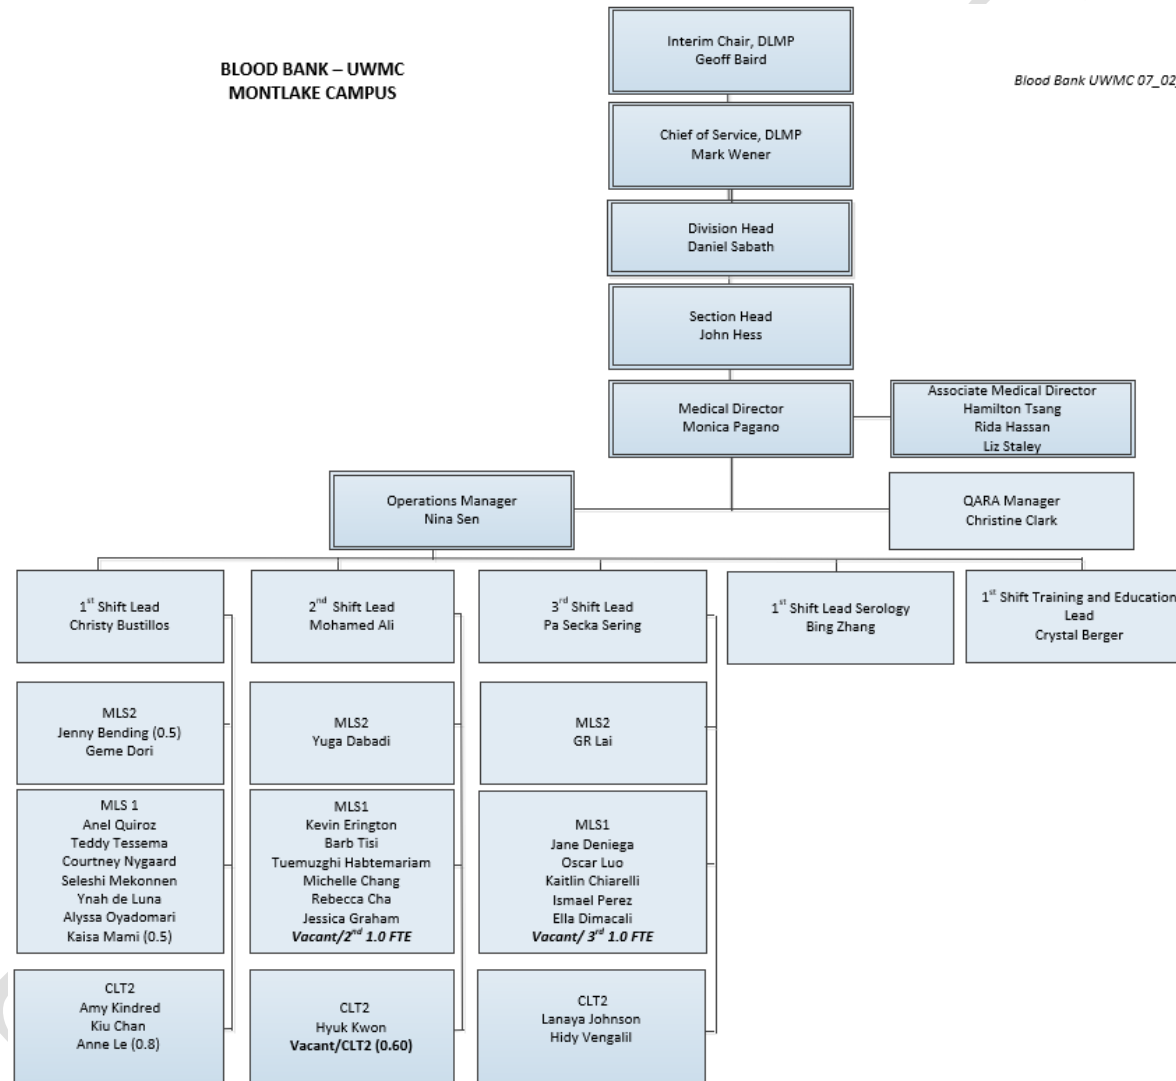 BLOOD BANK – UWMC
MONTLAKE CAMPUS
Blood Bank UWMC 07_02_
Interim Chair, DLMP
Geoff Baird
Chief of Service, DLMP
Mark Wener
Division Head
Daniel Sabath
Section Head
John Hess
Medical Director
Monica Pagano
Associate Medical Director
Hamilton Tsang
Rida Hassan
Liz Staley
Operations Manager
Nina Sen
QARA Manager
Christine Clark
1st Shift Lead
Christy Bustillos
2nd Shift Lead
Mohamed Ali
3rd Shift Lead
Pa Secka Sering
1st Shift Lead Serology
Bing Zhang
1st Shift Training and Education
Lead
Crystal Berger
MLS2
Jenny Bending (0.5)
Geme Dori
MLS2
Yuga Dabadi
MLS2
GR Lai
MLS 1
Anel Quiroz
Teddy Tessema
Courtney Nygaard
Seleshi Mekonnen
Ynah de Luna
Alyssa Oyadomari
Kaisa Mami (0.5)
MLS1
Kevin Erington
Barb Tisi
Tuemuzghi Habtemariam
Michelle Chang
Rebecca Cha
Jessica Graham
Vacant/2nd 1.0 FTE
MLS1
Jane Deniega
Oscar Luo
Kaitlin Chiarelli
Ismael Perez
Ella Dimacali
Vacant/ 3rd 1.0 FTE
CLT2
Amy Kindred
Kiu Chan
Anne Le (0.8)
CLT2
Hyuk Kwon
Vacant/CLT2 (0.60)
CLT2
Lanaya Johnson
Hidy Vengalil